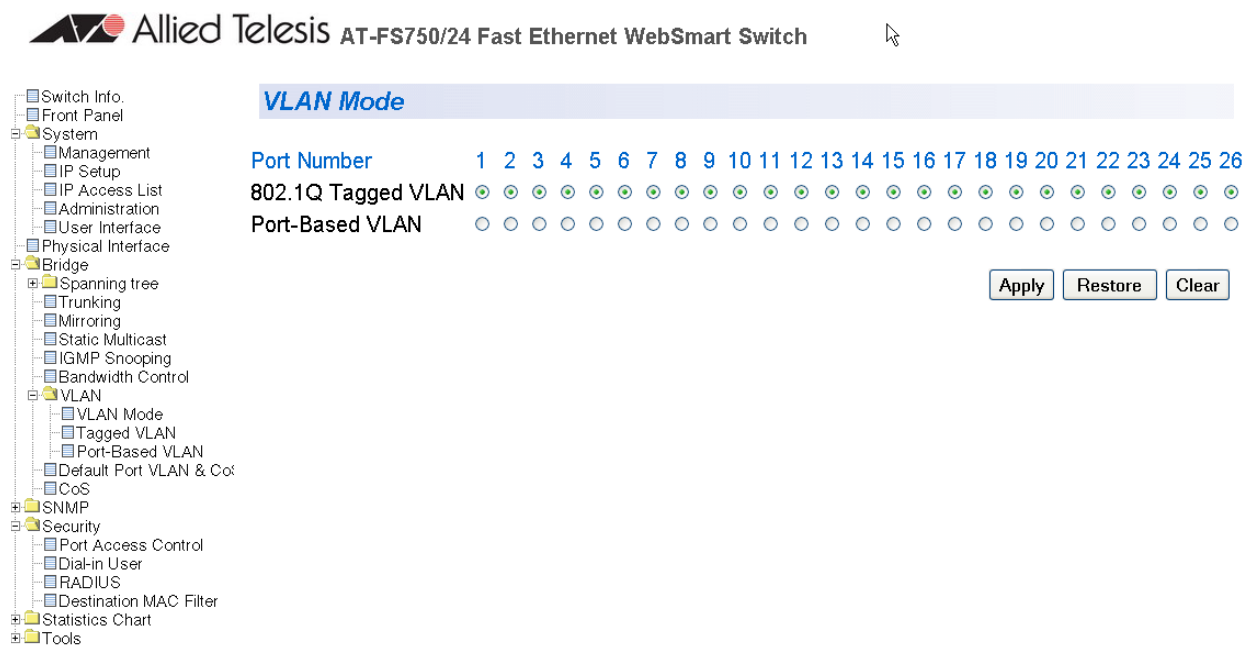 Allied Telesis AT-FS750/24 Fast Ethernet WebSmart Switch
Switch Info.
Front Panel
System
Management
IP Setup
IP Access List
Administration
User Interface
Physical Interface
Bridge
Spanning tree
Trunking
Mirroring
Static Multicast
IGMP Snooping
Bandwidth Control
VLAN
VLAN Mode
Tagged VLAN
Port-Based VLAN
Default Port VLAN & CoS
CoS
SNMP
Security
Port Access Control
Dial-in User
RADIUS
Destination MAC Filter
Statistics Chart
Tools
VLAN Mode
Port Number 1 2 3 4 5 6 7 8 9 10 11 12 13 14 15 16 17 18 19 20 21 22 23 24 25 26
802.1Q Tagged VLAN
Port-Based VLAN
Apply Restore Clear